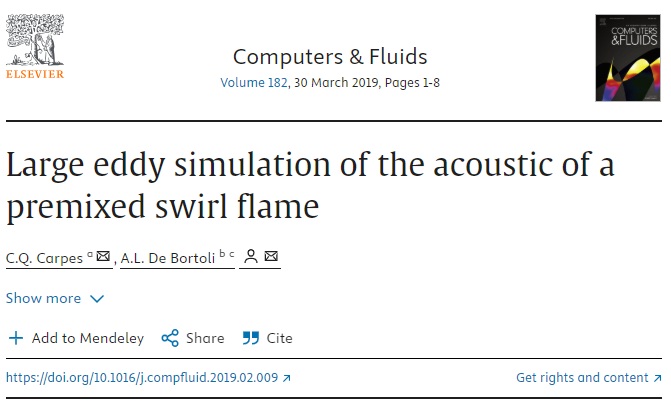 ELSEVIER
Computers & Fluids
Volume 182, 30 March 2019, Pages 1-8
COMPUTERS
&FLUIDS
Large eddy simulation of the acoustic of a
premixed swirl flame
C.Q. Carpes a, A.L. De Bortoli b c
Show more
Add to Mendeley Share Cite
https://doi.org/10.1016/j.compfluid.2019.02.009
Get rights and content